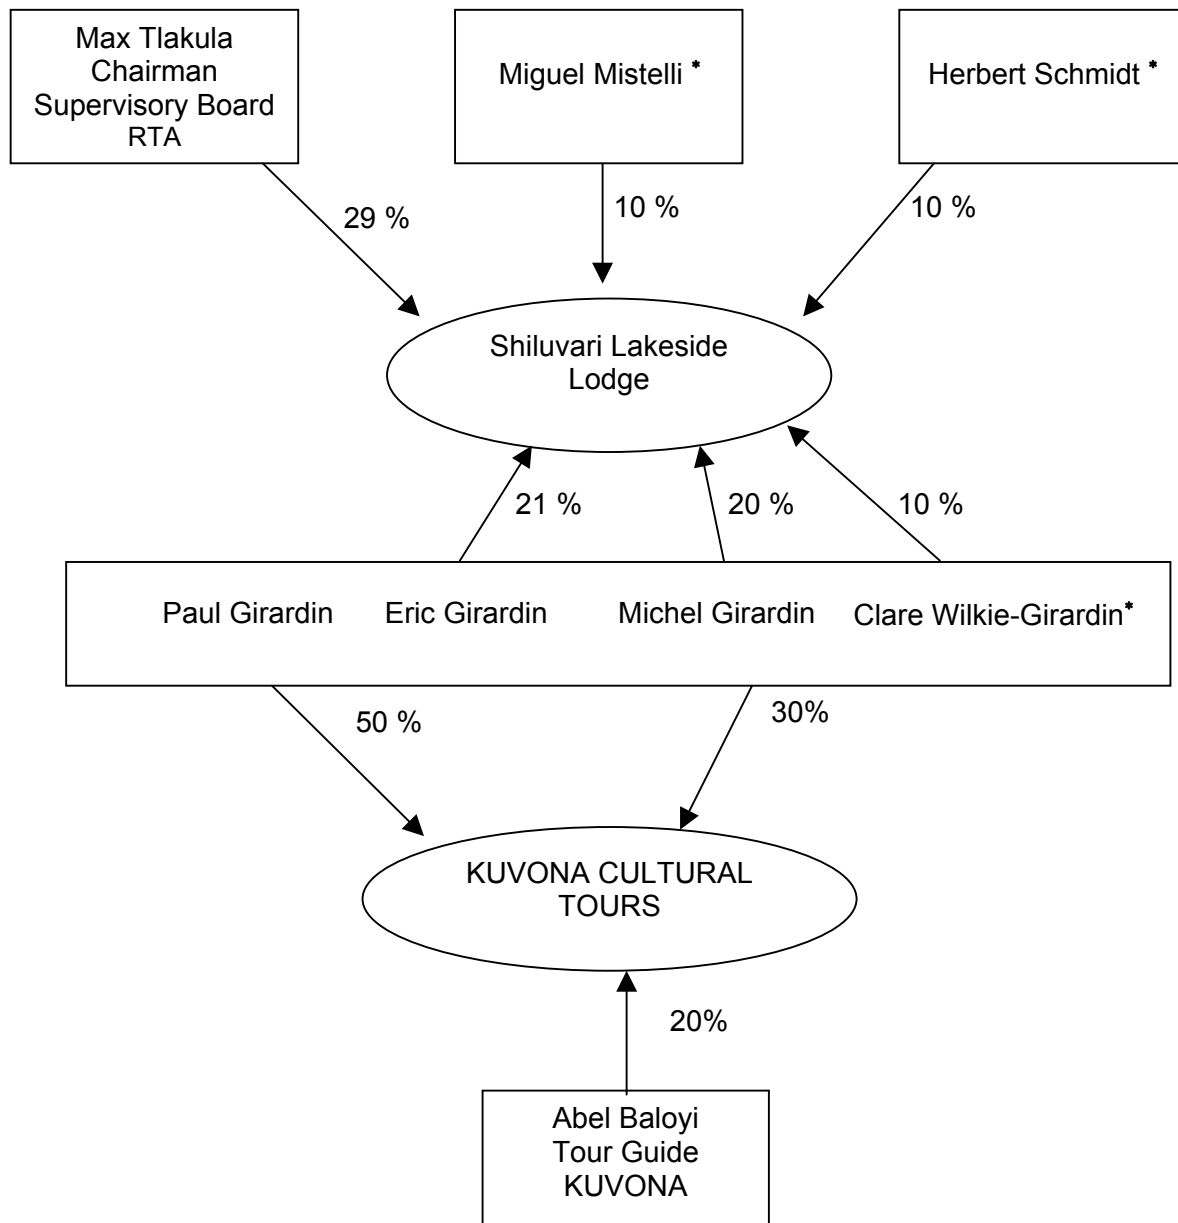 Max Tlakula
Chairman
Supervisory Board
RTA
Miguel Mistelli *
Herbert Schmidt *
29 %
10 %
10 %
Shiluvari Lakeside
Lodge
21 %
20 %
10 %
Paul Girardin
Eric Girardin
Michel Girardin
Clare Wilkie-Girardin*
50 %
30%
KUVONA CULTURAL
TOURS
20%
Abel Baloyi
Tour Guide
KUVONA